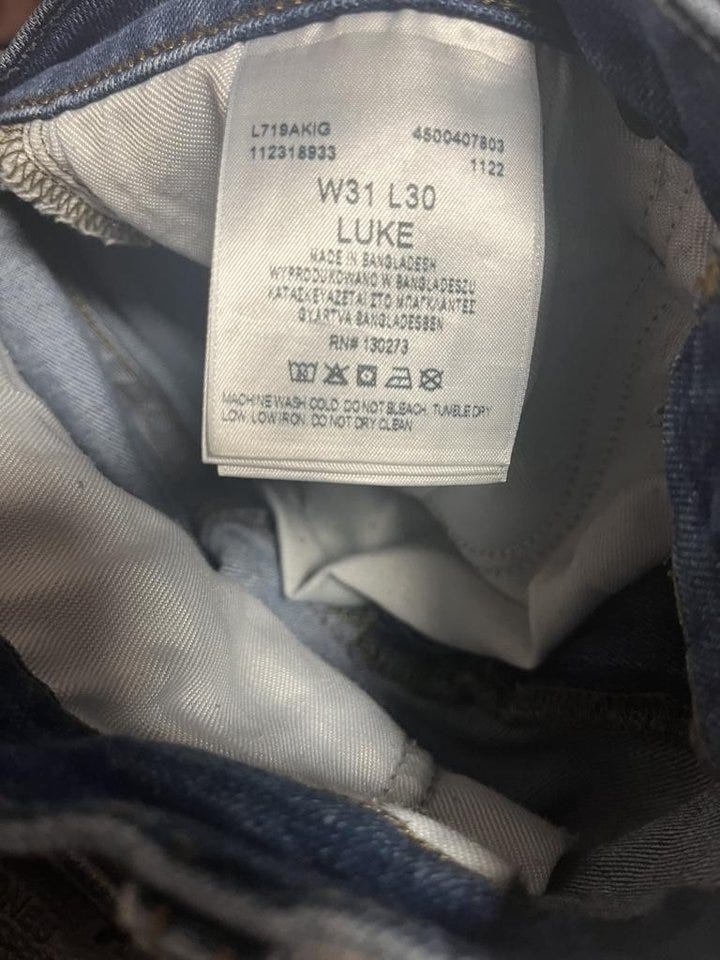 L719AKIG 4500407803
112318933 1122
W31 L30
LUKE
MADE IN BANGLADESH
WYPRODUKOWANO W BANGLADESZU
ΚΑΤΑΣΚΕΥΑΖΕΤΑΙ ΣΤΟ ΜΠΑΓΚΛΑΝΤΕΣ
GYÁRTVA BANGLADESBEN
RN# 130273
MACHINE WASH COLD. DO NOT BLEACH. TUMBLE DRY
LOW. LOW IRON. DO NOT DRY CLEAN